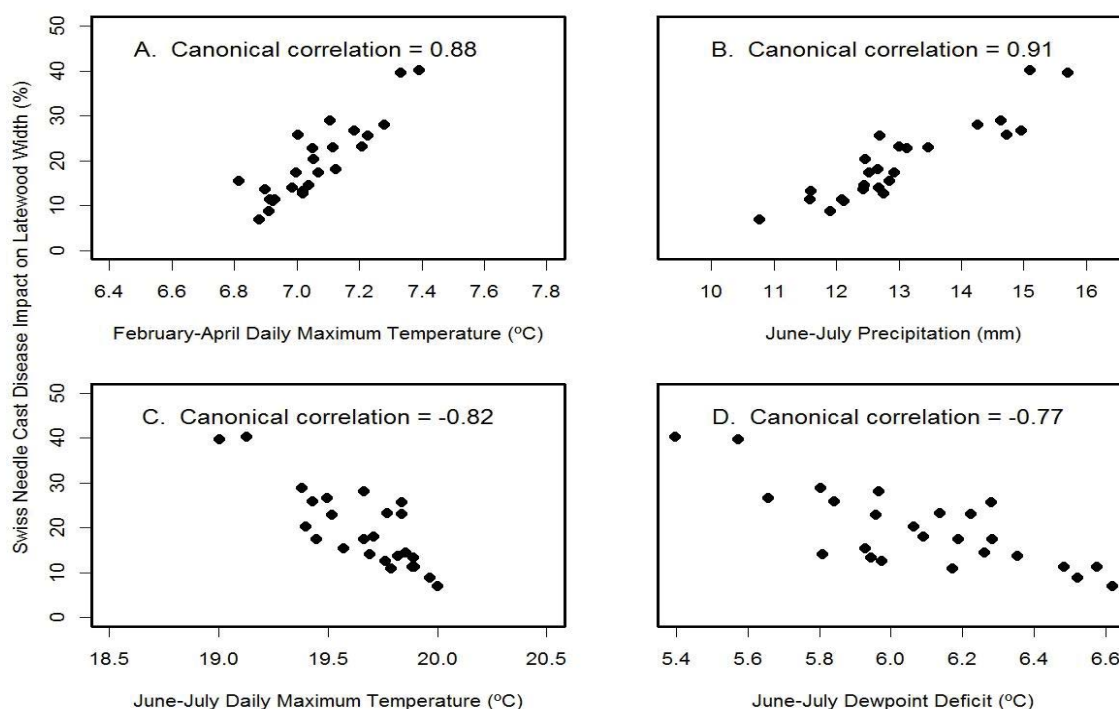 Swiss Needle Cast Disease Impact on Latewood Width (%)
A. Canonical correlation = 0.88
50
40
30
20
10
0
6.4 6.6 6.8 7.0 7.2 7.4 7.6 7.8
February-April Daily Maximum Temperature (ºC)
B. Canonical correlation = 0.91
10 11 12 13 14 15 16
June-July Precipitation (mm)
C. Canonical correlation = -0.82
50
40
30
20
10
0
18.5 19.0 19.5 20.0 20.5
June-July Daily Maximum Temperature (ºC)
D. Canonical correlation = -0.77
5.4 5.6 5.8 6.0 6.2 6.4 6.6
June-July Dewpoint Deficit (ºC)